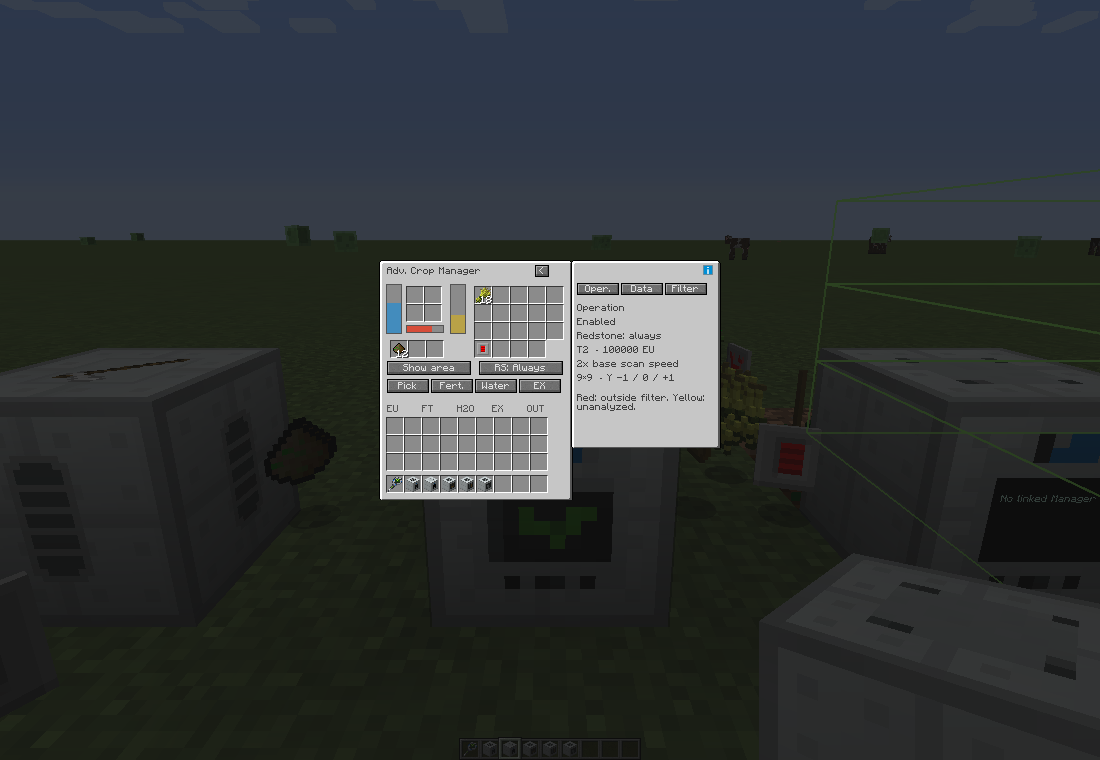 Adv. Crop Manager
<
i
Oper. Data Filter
18
Operation
Enabled
Redstone: always
T2 - 100000 EU
12
2x base scan speed
Show area RS: Always
9×9 - Y -1 / 0 / +1
Pick Fert. Water EX
Red: outside filter. Yellow:
unanalyzed.
EU FT H2O EX OUT
No linked Manager